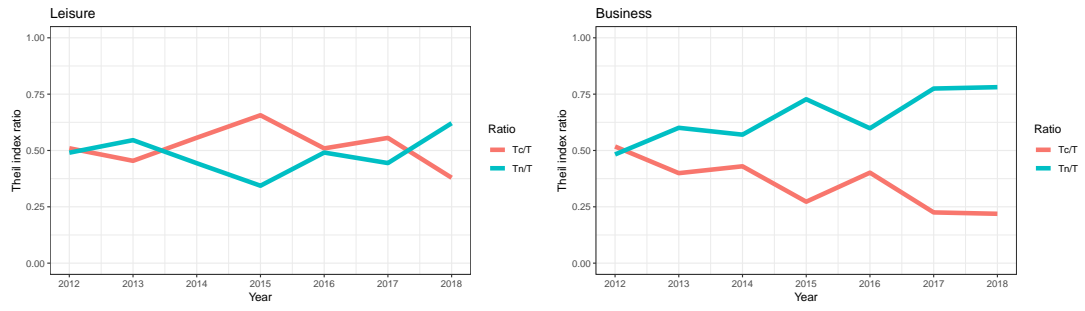 Leisure
Theil index ratio
1.00
0.75
0.50
0.25
0.00
2012 2013 2014 2015 2016 2017 2018
Year
Ratio
Tc/T
Tn/T
Business
Theil index ratio
1.00
0.75
0.50
0.25
0.00
2012 2013 2014 2015 2016 2017 2018
Year
Ratio
Tc/T
Tn/T